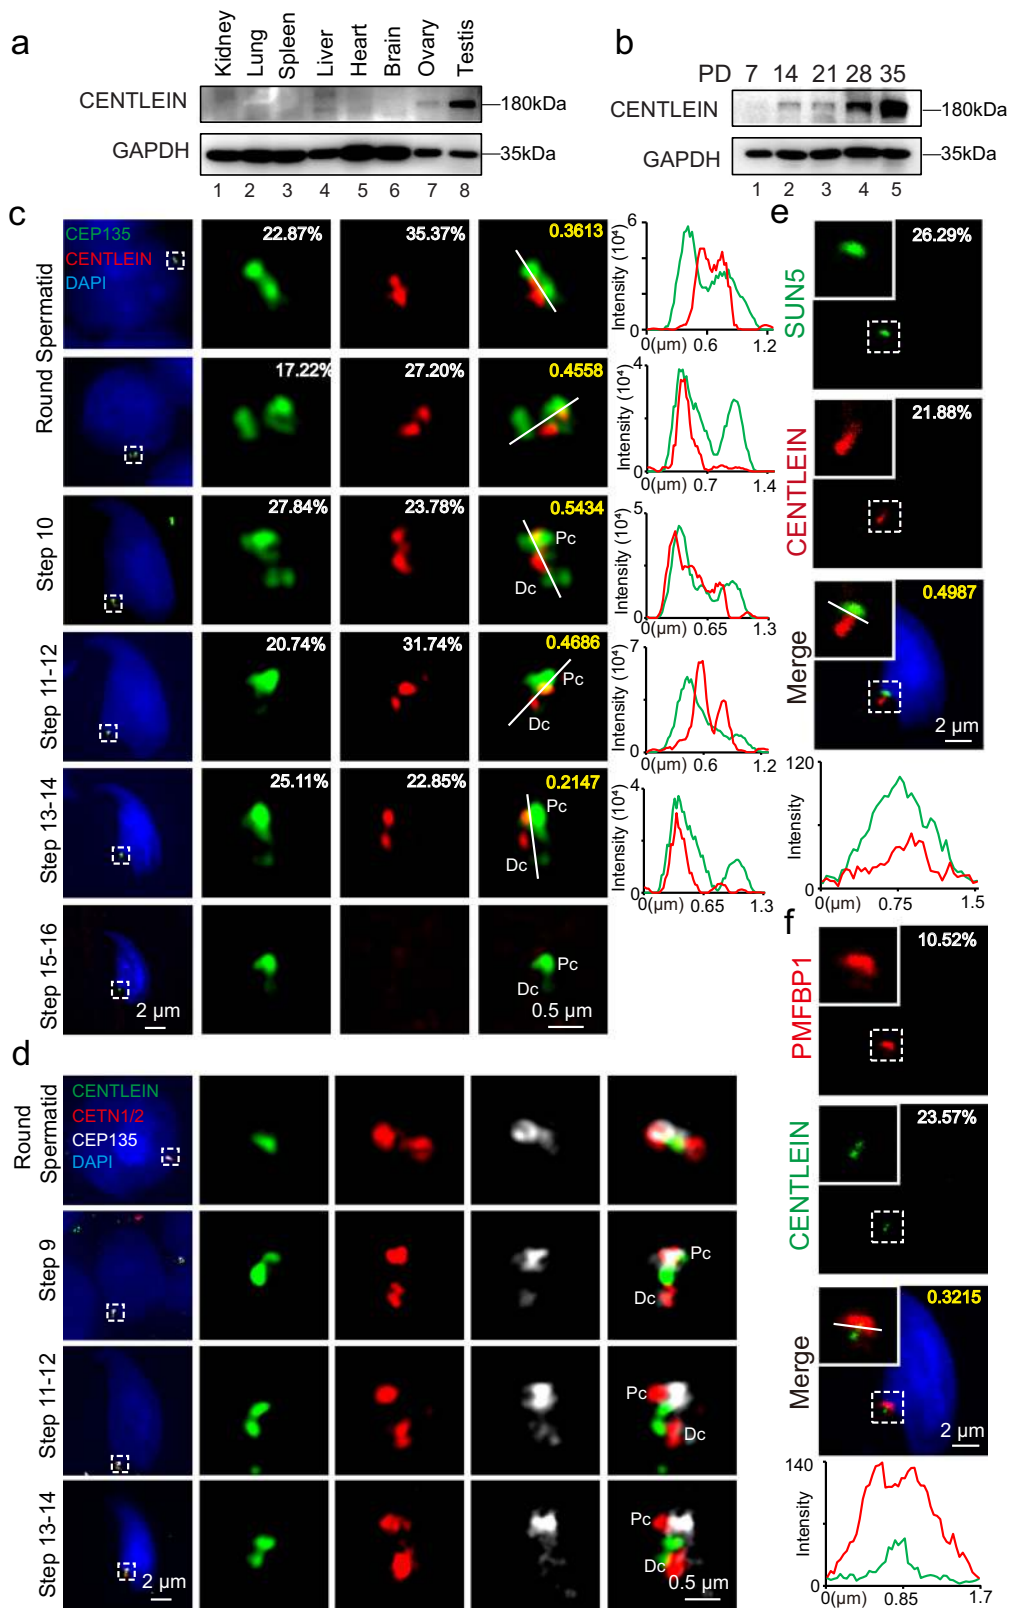 a
Kidney
Lung
Spleen
Liver
Heart
Brain
Ovary
Testis
CENTLEIN
180kDa
GAPDH
35kDa
1 2 3 4 5 6 7 8
b
PD 7 14 21 28 35
CENTLEIN
180kDa
GAPDH
35kDa
1 2 3 4 5
c
Round Spermatid
CEP135
CENTLEIN
DAPI
22.87%
35.37%
0.3613
Intensity (10⁴)
6
0
0(μm) 0.6 1.2
17.22%
27.20%
0.4558
Intensity (10⁴)
4
0
0(μm) 0.7 1.4
Step 10
27.84%
23.78%
0.5434
Pc
Dc
Intensity (10⁴)
5
0
0(μm) 0.65 1.3
Step 11-12
20.74%
31.74%
0.4686
Pc
Dc
Intensity (10⁴)
7
0
0(μm) 0.6 1.2
Step 13-14
25.11%
22.85%
0.2147
Pc
Dc
Intensity (10⁴)
4
0
0(μm) 0.65 1.3
Step 15-16
2 μm
Pc
Dc
0.5 μm
d
Round
Spermatid
CENTLEIN
CETN1/2
CEP135
DAPI
Step 9
Pc
Dc
Step 11-12
Pc
Dc
Step 13-14
2 μm
Pc
Dc
0.5 μm
e
SUN5
26.29%
CENTLEIN
21.88%
Merge
0.4987
2 μm
Intensity
120
0
0(μm) 0.75 1.5
f
PMFBP1
10.52%
CENTLEIN
23.57%
Merge
0.3215
2 μm
Intensity
140
0
0(μm) 0.85 1.7